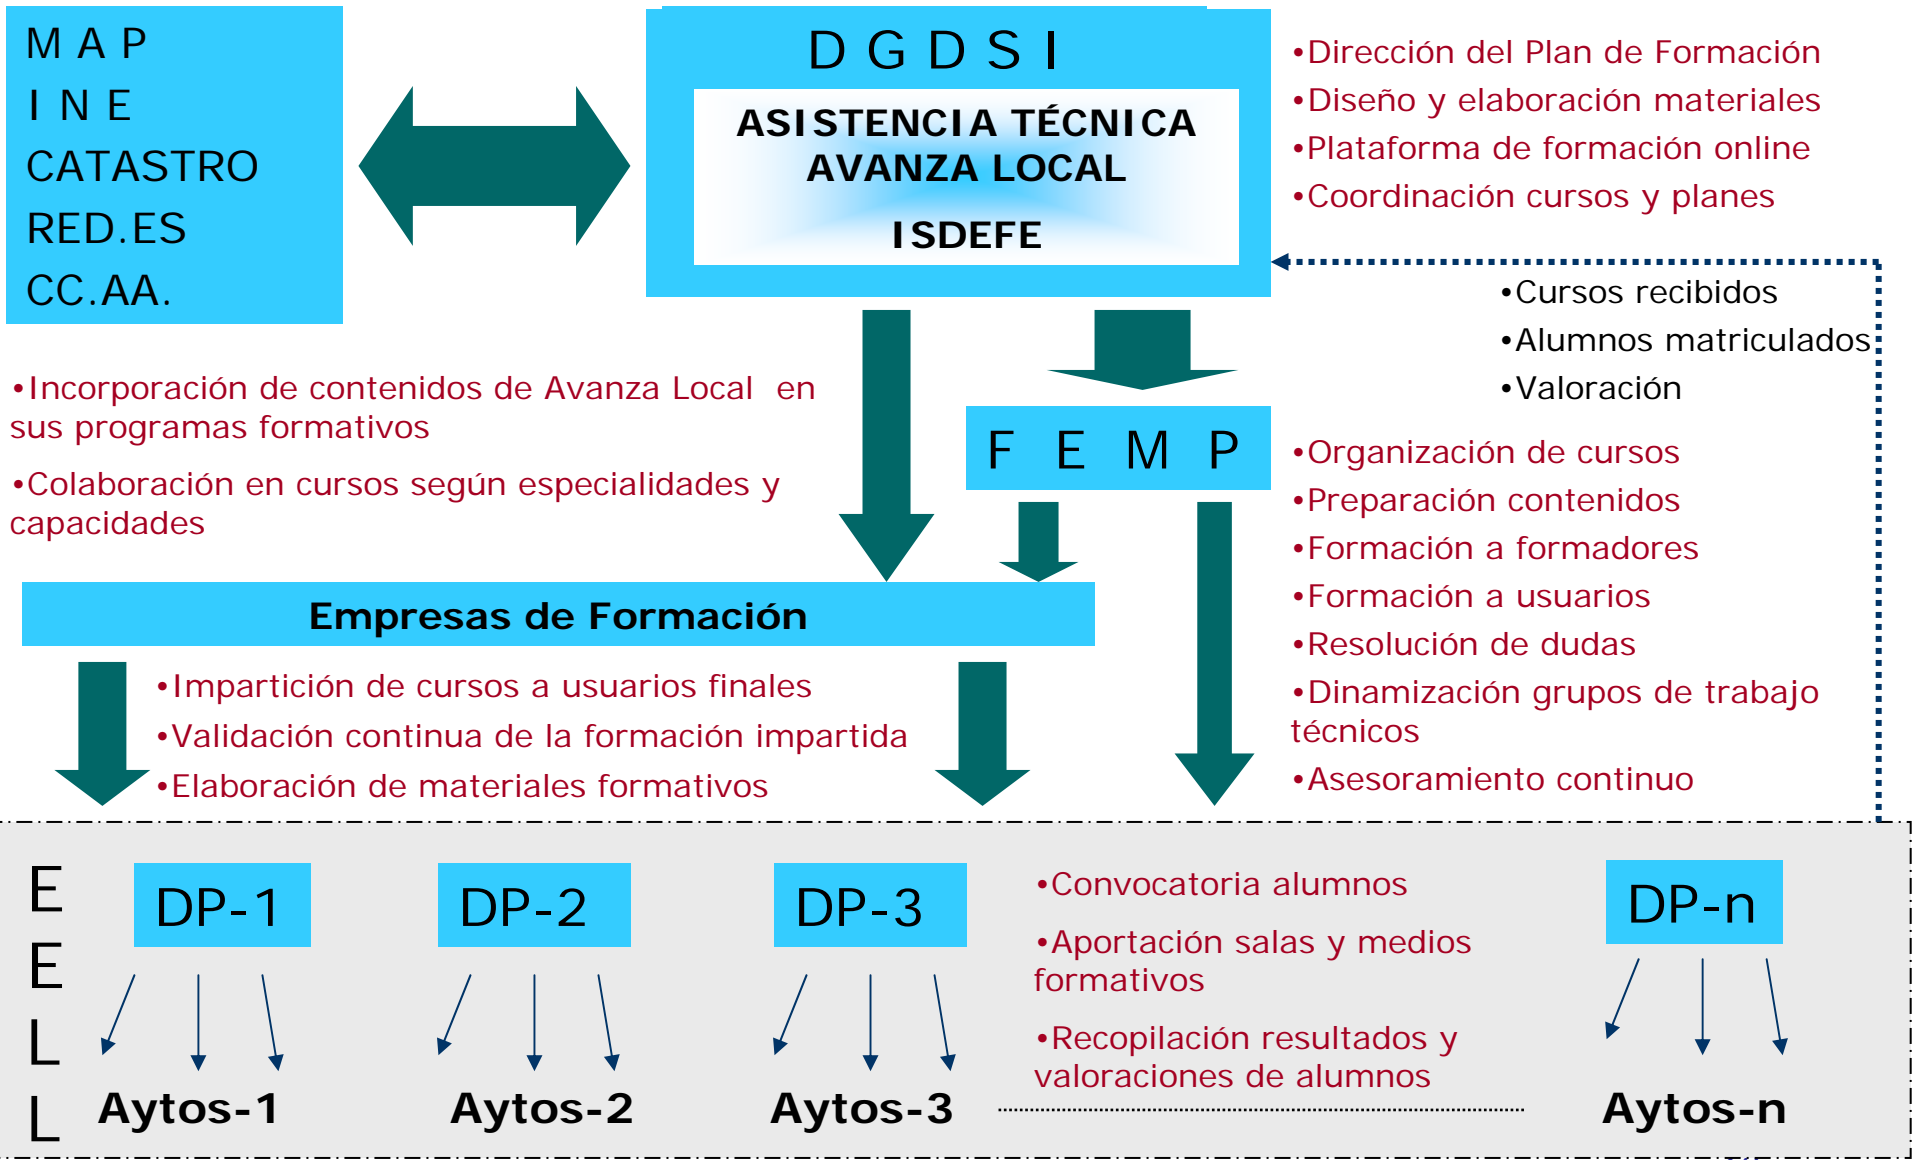 M A P
I N E
CATASTRO
RED.ES
CC.AA.
D G D S I
ASISTENCIA TÉCNICA
AVANZA LOCAL
ISDEFE
•Dirección del Plan de Formación
•Diseño y elaboración materiales
•Plataforma de formación online
•Coordinación cursos y planes
•Cursos recibidos
•Alumnos matriculados
•Valoración
•Incorporación de contenidos de Avanza Local en
sus programas formativos
•Colaboración en cursos según especialidades y
capacidades
F E M P
•Organización de cursos
•Preparación contenidos
•Formación a formadores
•Formación a usuarios
•Resolución de dudas
•Dinamización grupos de trabajo
técnicos
•Asesoramiento continuo
Empresas de Formación
•Impartición de cursos a usuarios finales
•Validación continua de la formación impartida
•Elaboración de materiales formativos
E
E
L
L
DP-1
DP-2
DP-3
DP-n
•Convocatoria alumnos
•Aportación salas y medios
formativos
•Recopilación resultados y
valoraciones de alumnos
Aytos-1
Aytos-2
Aytos-3
Aytos-n